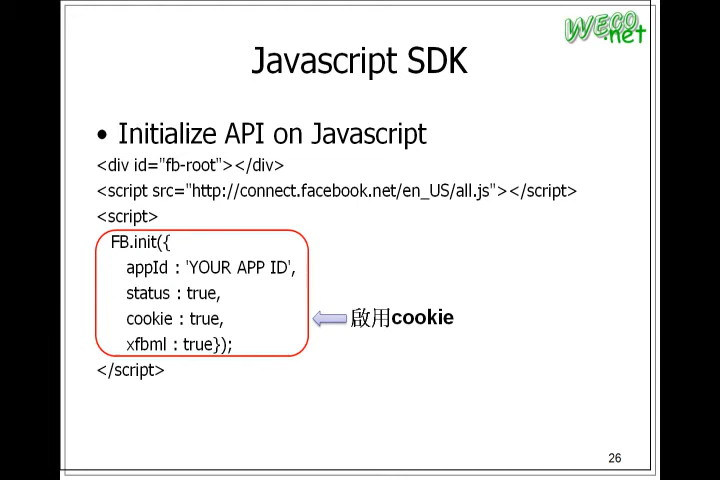 WECO
.net
Javascript SDK
• Initialize API on Javascript
<div id="fb-root"></div>
<script src="http://connect.facebook.net/en_US/all.js"></script>
<script>
FB.init({
appId : 'YOUR APP ID',
status : true,
cookie : true,
啟用cookie
xfbml : true});
</script>
26